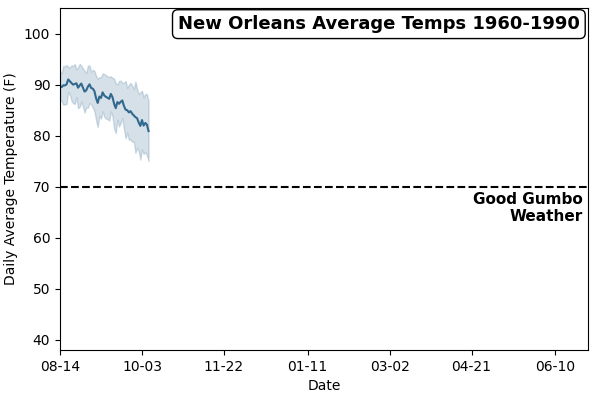 New Orleans Average Temps 1960-1990
Daily Average Temperature (F)
100
90
80
70
60
50
40
Good Gumbo
Weather
08-14 10-03 11-22 01-11 03-02 04-21 06-10
Date